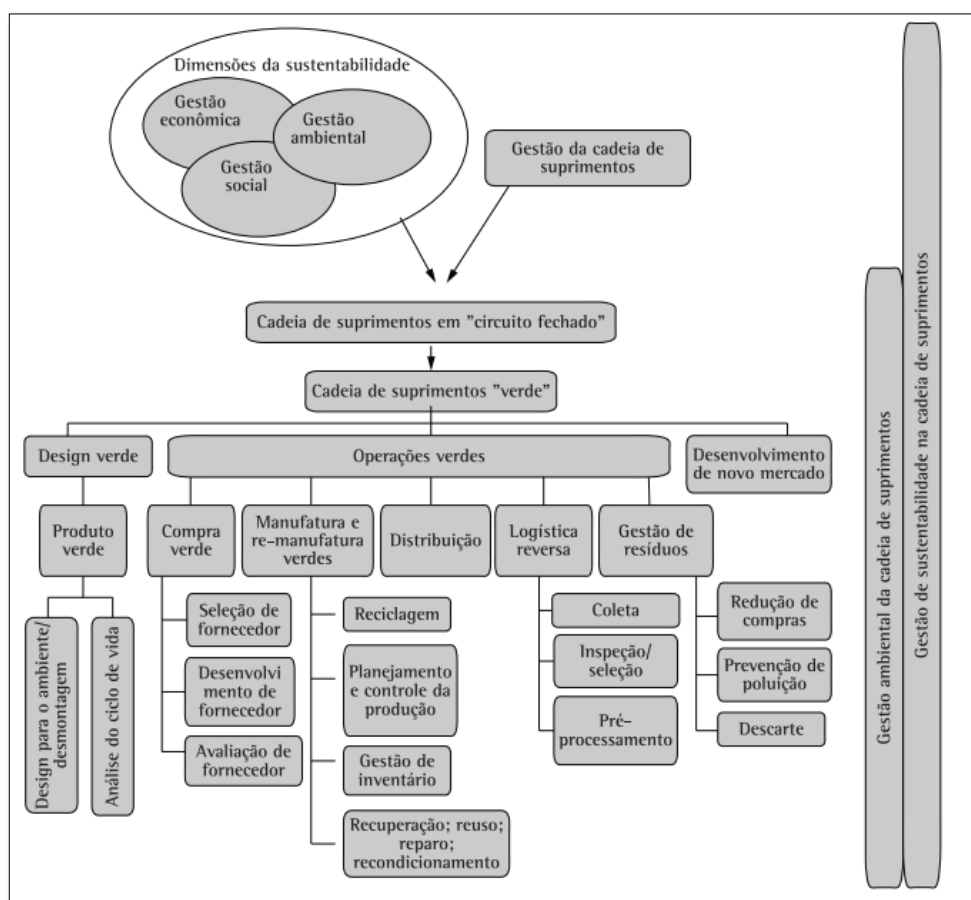 Dimensões da sustentabilidade
Gestão
econômica
Gestão
ambiental
Gestão
social
Gestão da cadeia de
suprimentos
Cadeia de suprimentos em "circuito fechado"
Cadeia de suprimentos "verde"
Design verde
Operações verdes
Desenvolvimento
de novo mercado
Produto
verde
Compra
verde
Manufatura e
re-manufatura
verdes
Distribuição
Logística
reversa
Gestão de
resíduos
Design para o ambiente/
desmontagem
Análise do ciclo de vida
Seleção de
fornecedor
Desenvolvi
mento de
fornecedor
Avaliação de
fornecedor
Reciclagem
Planejamento
e controle da
produção
Gestão de
inventário
Recuperação; reuso;
reparo;
recondicionamento
Coleta
Inspeção/
seleção
Pré-
processamento
Redução de
compras
Prevenção de
poluição
Descarte
Gestão ambiental da cadeia de suprimentos
Gestão de sustentabilidade na cadeia de suprimentos